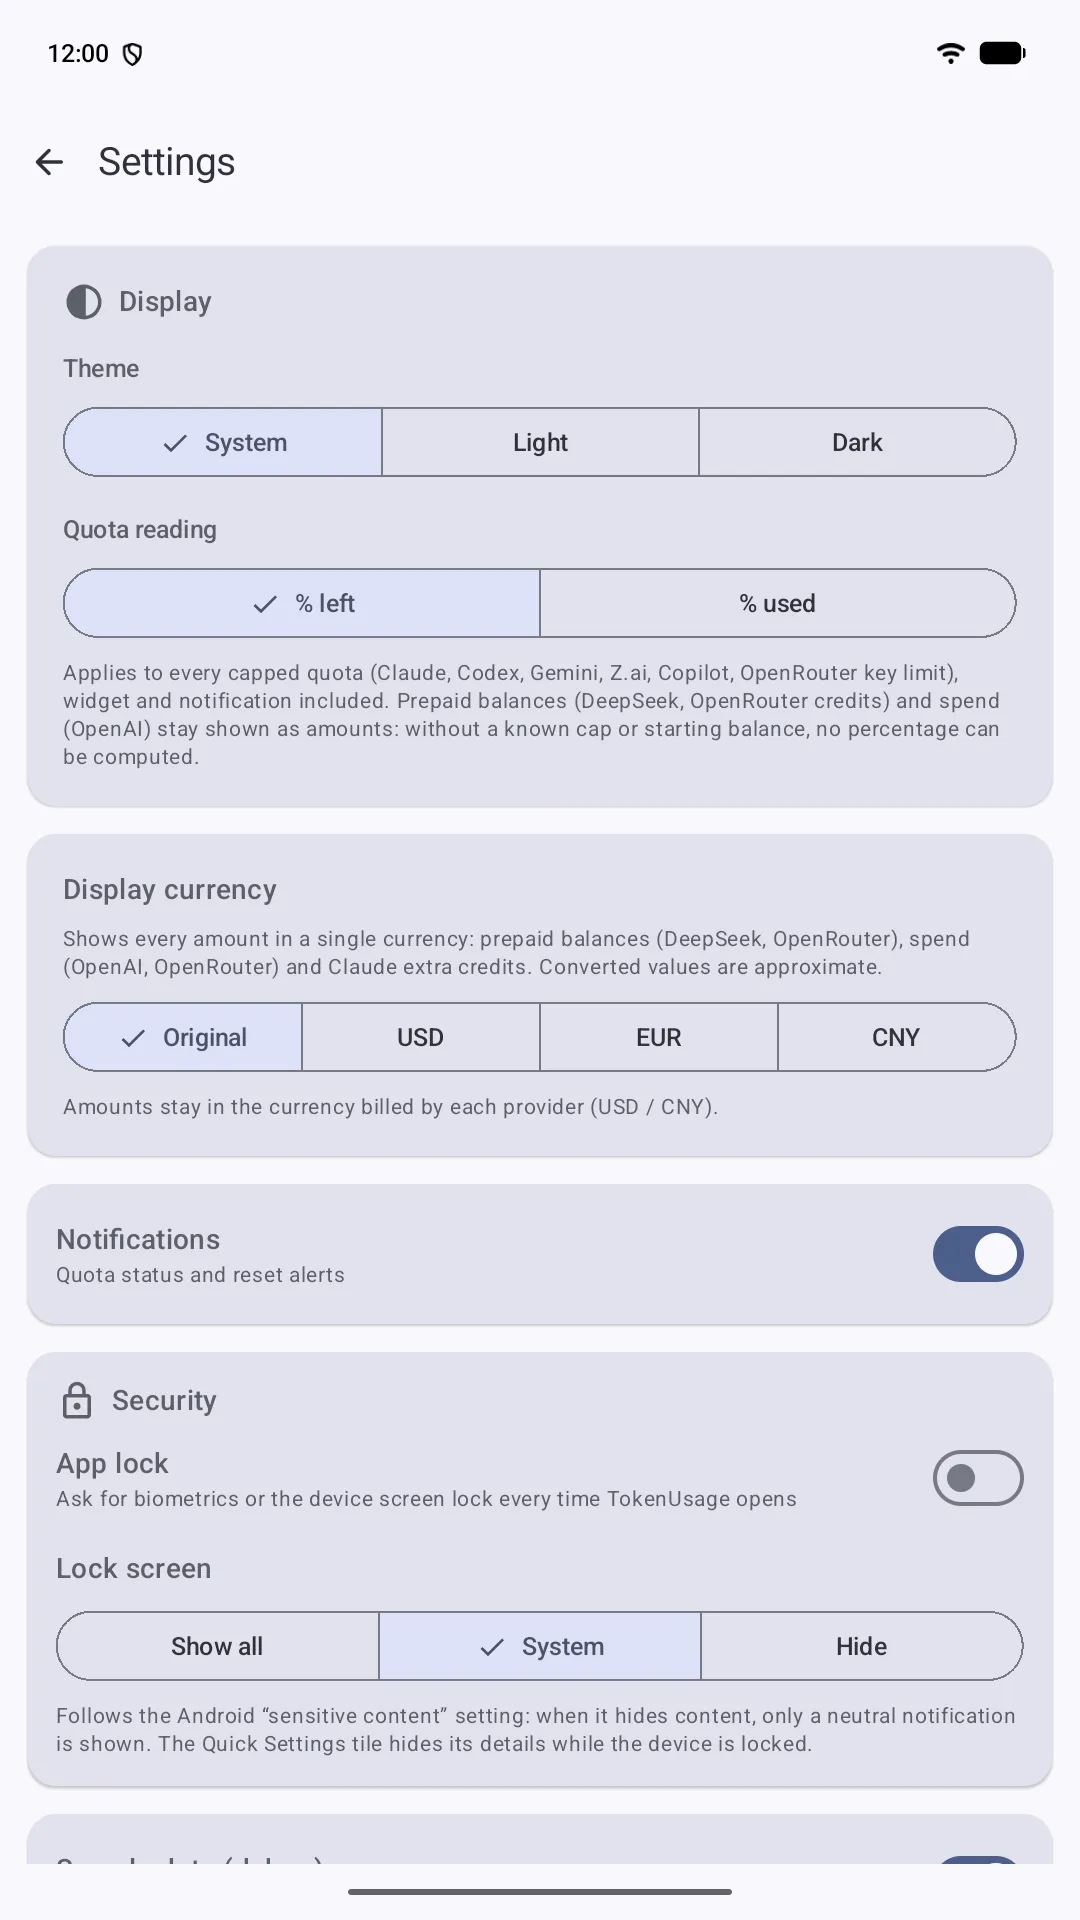 12:00
Settings
Display
Theme
System
Light
Dark
Quota reading
% left
% used
Applies to every capped quota (Claude, Codex, Gemini, Z.ai, Copilot, OpenRouter key limit),
widget and notification included. Prepaid balances (DeepSeek, OpenRouter credits) and spend
(OpenAI) stay shown as amounts: without a known cap or starting balance, no percentage can
be computed.
Display currency
Shows every amount in a single currency: prepaid balances (DeepSeek, OpenRouter), spend
(OpenAI, OpenRouter) and Claude extra credits. Converted values are approximate.
Original
USD
EUR
CNY
Amounts stay in the currency billed by each provider (USD / CNY).
Notifications
Quota status and reset alerts
Security
App lock
Ask for biometrics or the device screen lock every time TokenUsage opens
Lock screen
Show all
System
Hide
Follows the Android “sensitive content” setting: when it hides content, only a neutral notification
is shown. The Quick Settings tile hides its details while the device is locked.